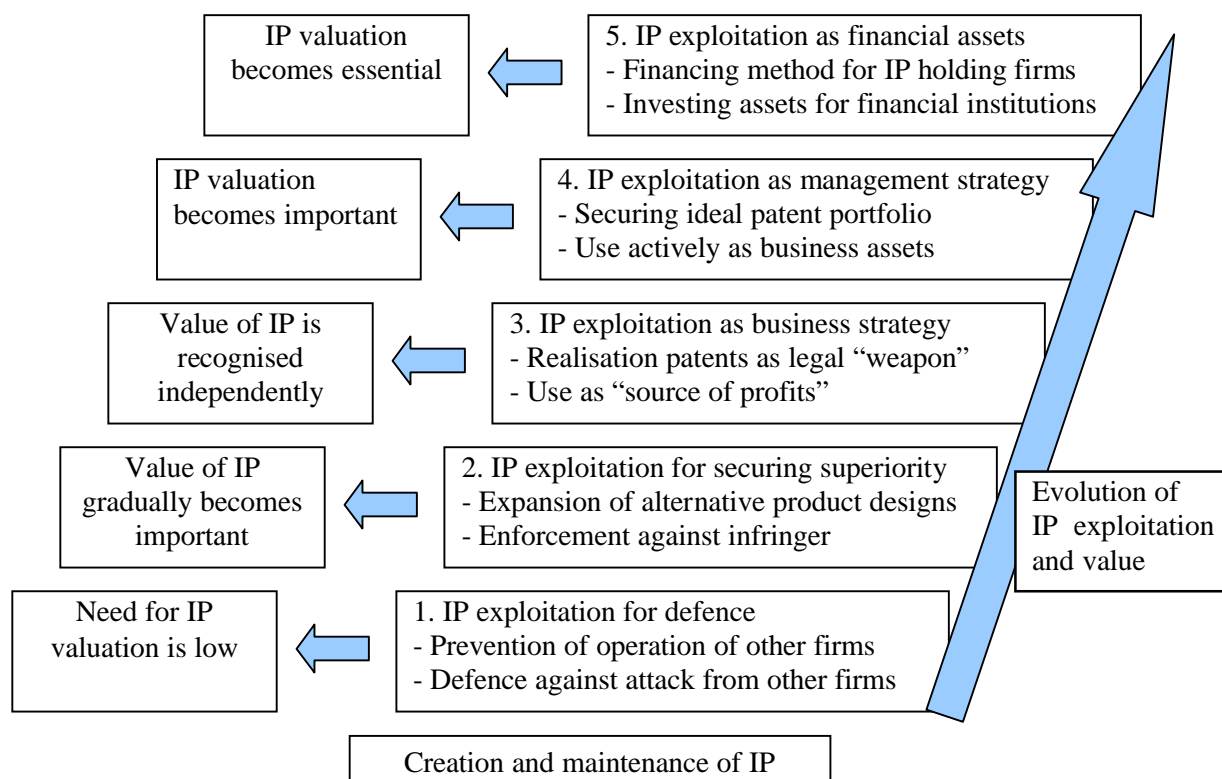 IP valuation
becomes essential
5. IP exploitation as financial assets
- Financing method for IP holding firms
- Investing assets for financial institutions
IP valuation
becomes important
4. IP exploitation as management strategy
- Securing ideal patent portfolio
- Use actively as business assets
Value of IP is
recognised
independently
3. IP exploitation as business strategy
- Realisation patents as legal “weapon”
- Use as “source of profits”
Value of IP
gradually becomes
important
2. IP exploitation for securing superiority
- Expansion of alternative product designs
- Enforcement against infringer
Evolution of
IP exploitation
and value
Need for IP
valuation is low
1. IP exploitation for defence
- Prevention of operation of other firms
- Defence against attack from other firms
Creation and maintenance of IP